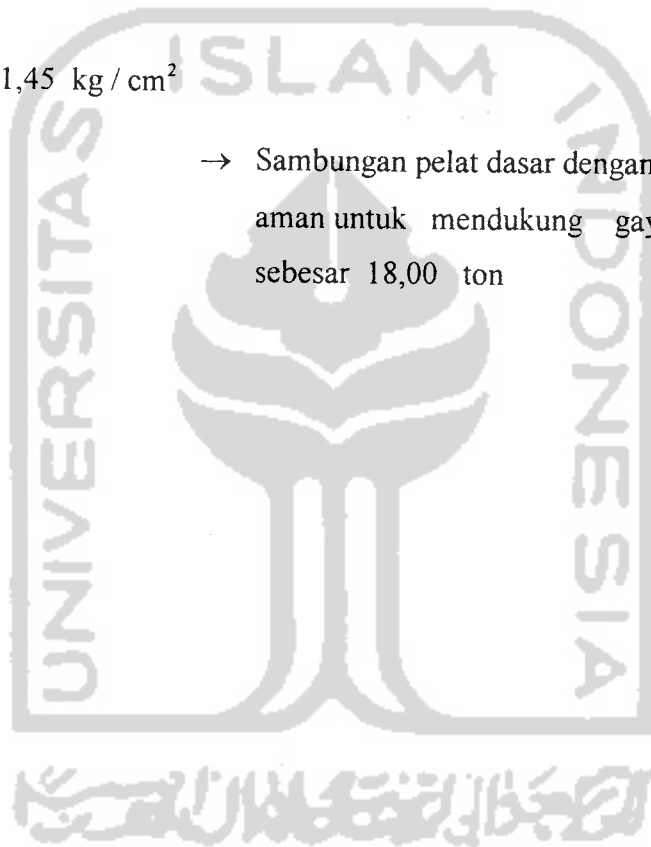 ISLAM
1,45 kg / cm²
→ Sambungan pelat dasar dengan
aman untuk mendukung gay
sebesar 18,00 ton
UNIVERSITAS
INDONESIA